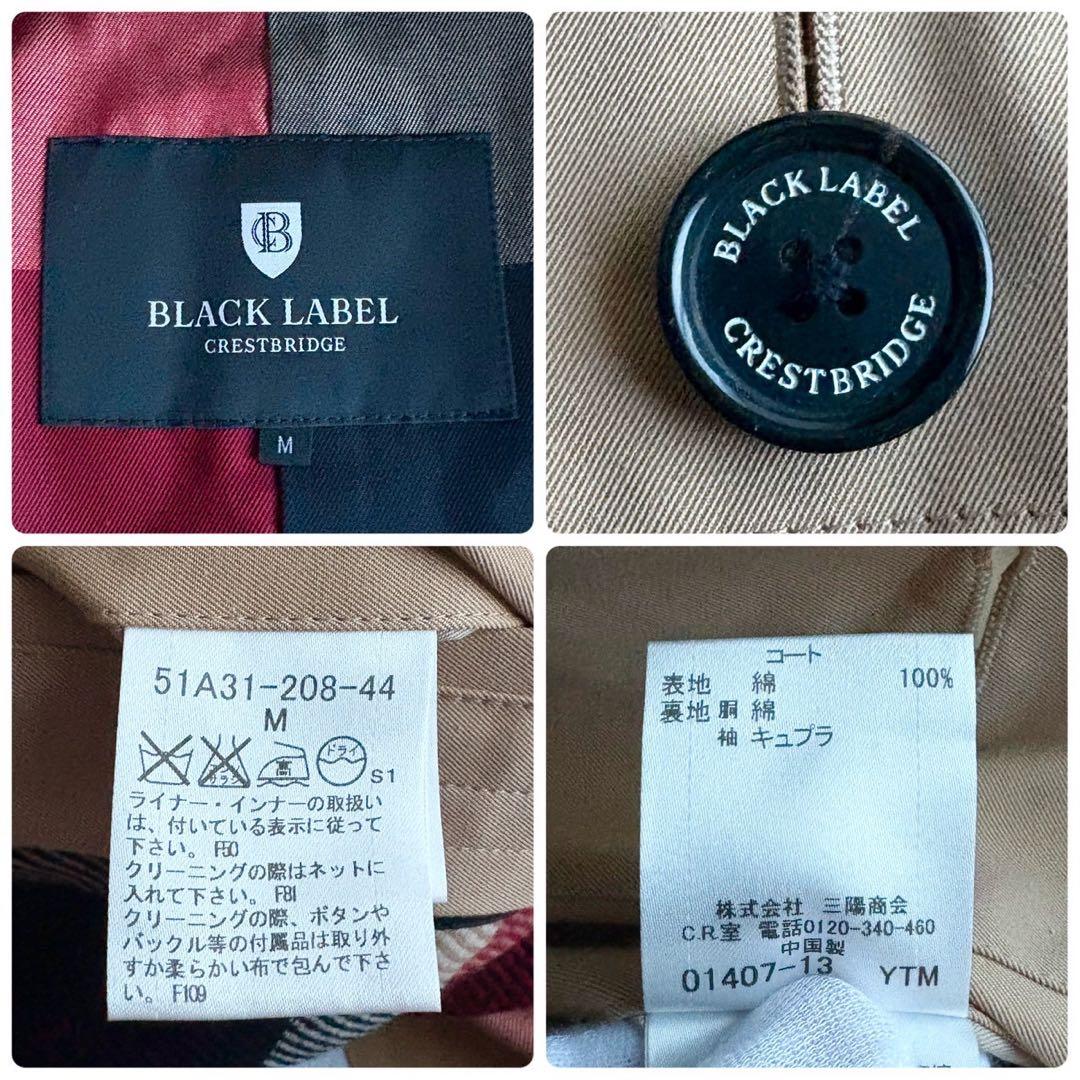 CB
BLACK LABEL
CRESTBRIDGE
M
BLACK LABEL
CRESTBRIDGE
51A31-208-44
M
サラシ
ドライ
S1
ライナー・インナーの取扱い
は、付いている表示に従って
下さい。 F50
クリーニングの際はネットに
入れて下さい。 F81
クリーニングの際、ボタンや
バックル等の付属品は取り外
すか柔らかい布で包んで下さ
い。 F109
コート
表地 綿 100%
裏地 胴 綿
袖 キュプラ
株式会社 三陽商会
C.R室 電話0120-340-460
中国製
01407-13 YTM